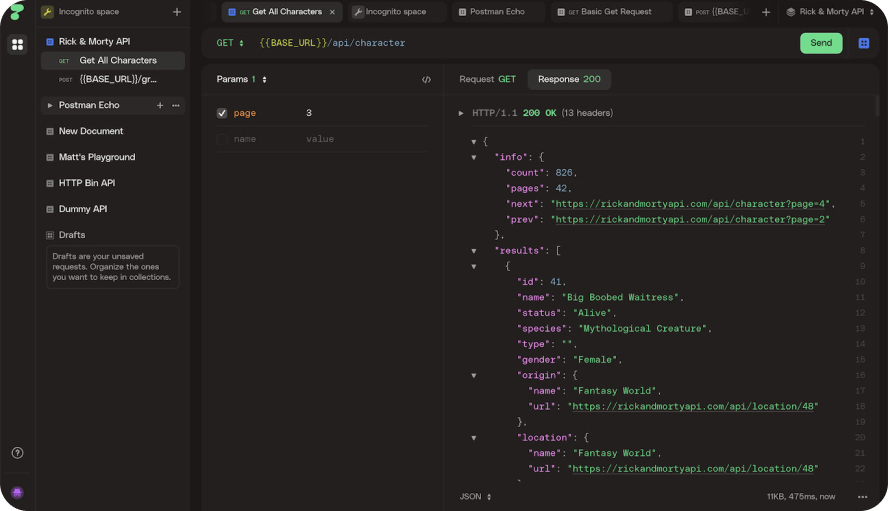 Incognito space
Rick & Morty API
GET Get All Characters
POST {{BASE_URL}}/gr...
Postman Echo
New Document
Matt's Playground
HTTP Bin API
Dummy API
Drafts
Drafts are your unsaved
requests. Organize the ones
you want to keep in collections.
GET Get All Characters
Incognito space
Postman Echo
GET Basic Get Request
POST {{BASE_U
Rick & Morty API
GET {{BASE_URL}}/api/character
Send
Params 1
page 3
name value
Request GET
Response 200
HTTP/1.1 200 OK (13 headers)
{ 1
"info": { 2
"count": 826, 3
"pages": 42, 4
"next": "https://rickandmortyapi.com/api/character?page=4", 5
"prev": "https://rickandmortyapi.com/api/character?page=2" 6
}, 7
"results": [ 8
{ 9
"id": 41, 10
"name": "Big Boobed Waitress", 11
"status": "Alive", 12
"species": "Mythological Creature", 13
"type": "", 14
"gender": "Female", 15
"origin": { 16
"name": "Fantasy World", 17
"url": "https://rickandmortyapi.com/api/location/48" 18
}, 19
"location": { 20
"name": "Fantasy World", 21
"url": "https://rickandmortyapi.com/api/location/48" 22
JSON
11KB, 475ms, now